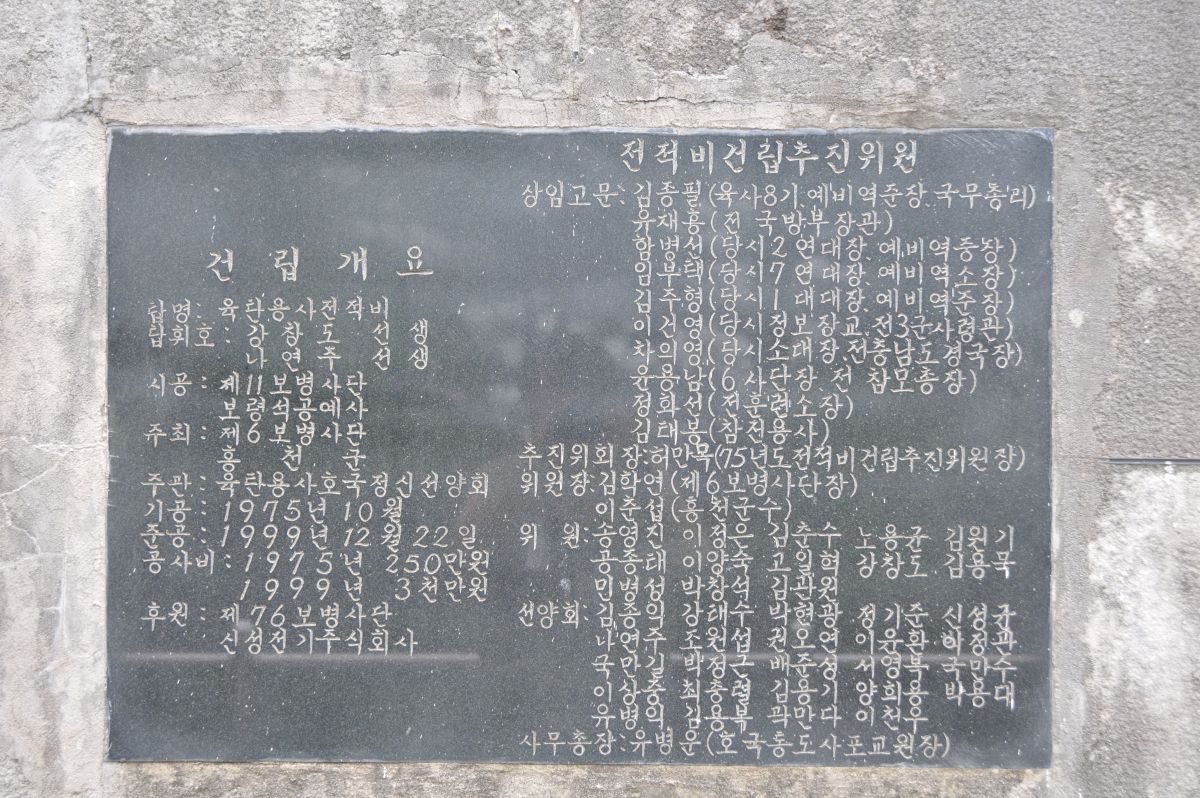 건립개요
탑명: 육탄용사전적비
답휘호: 강창도 선생
나연주 선생
시공: 제11보병사단
보령석공예사
주최: 제6보병사단
홍천군
주관: 육탄용사호국정신선양회
기공: 1975년 10월
준공: 1999년 12월 22일
공사비: 1975년 250만원
1999년 3천만원
후원: 제76보병사단
신성전기주식회사
전적비건립추진위원
상임고문: 김종필(육사8기 예비역준장 국무총리)
유재흥(전 국방부장관)
함병선(당시2연대장 예비역중장)
임부택(당시7연대장 예비역소장)
김주형(당시1대대장 예비역준장)
이건영(당시정보장교.전3군사령관)
차의영(당시소대장.전충남도경국장)
윤용남(6사단장.전 참모총장)
정화선(전훈련소장)
김태봉(참전용사)
추진위회장:허만목(75년도전적비건립추진위원장)
위원장:김학연(제6보병사단장)
이준섭(홍천군수)
위 원: 송영진 이정은 김춘수 노용균 김원기
공종태 이양숙 고일혁 강창도 김용묵
민병성 박창석 김관원
선양회: 김종익 강태수 박현광 정기준 신성균
나연주 조원섭 권오연 이윤환 박정관
국만길 박정근 배준성 서영복 국만수
이상중 최종렬 김용기 양희용 박용대
유병익 김용복 곽만다 이천우
사무총장:유병운(호국흥도사포교원장)